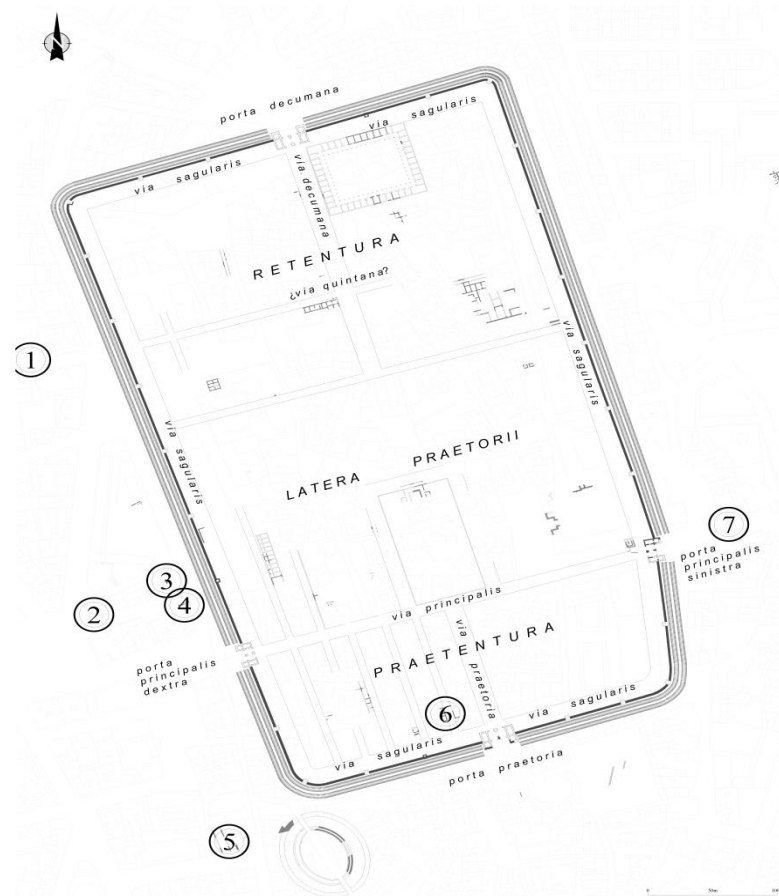 N
porta decumana
via sagularis
via sagularis
via decumana
RETENTURA
¿via quintana?
1
via sagularis
LATERA PRAETORII
via sagularis
7
porta
principalis
sinistra
3
4
2
via principalis
porta
principalis
dextra
PRAETENTURA
via praetoria
6
via sagularis
via sagularis
porta praetoria
5
0